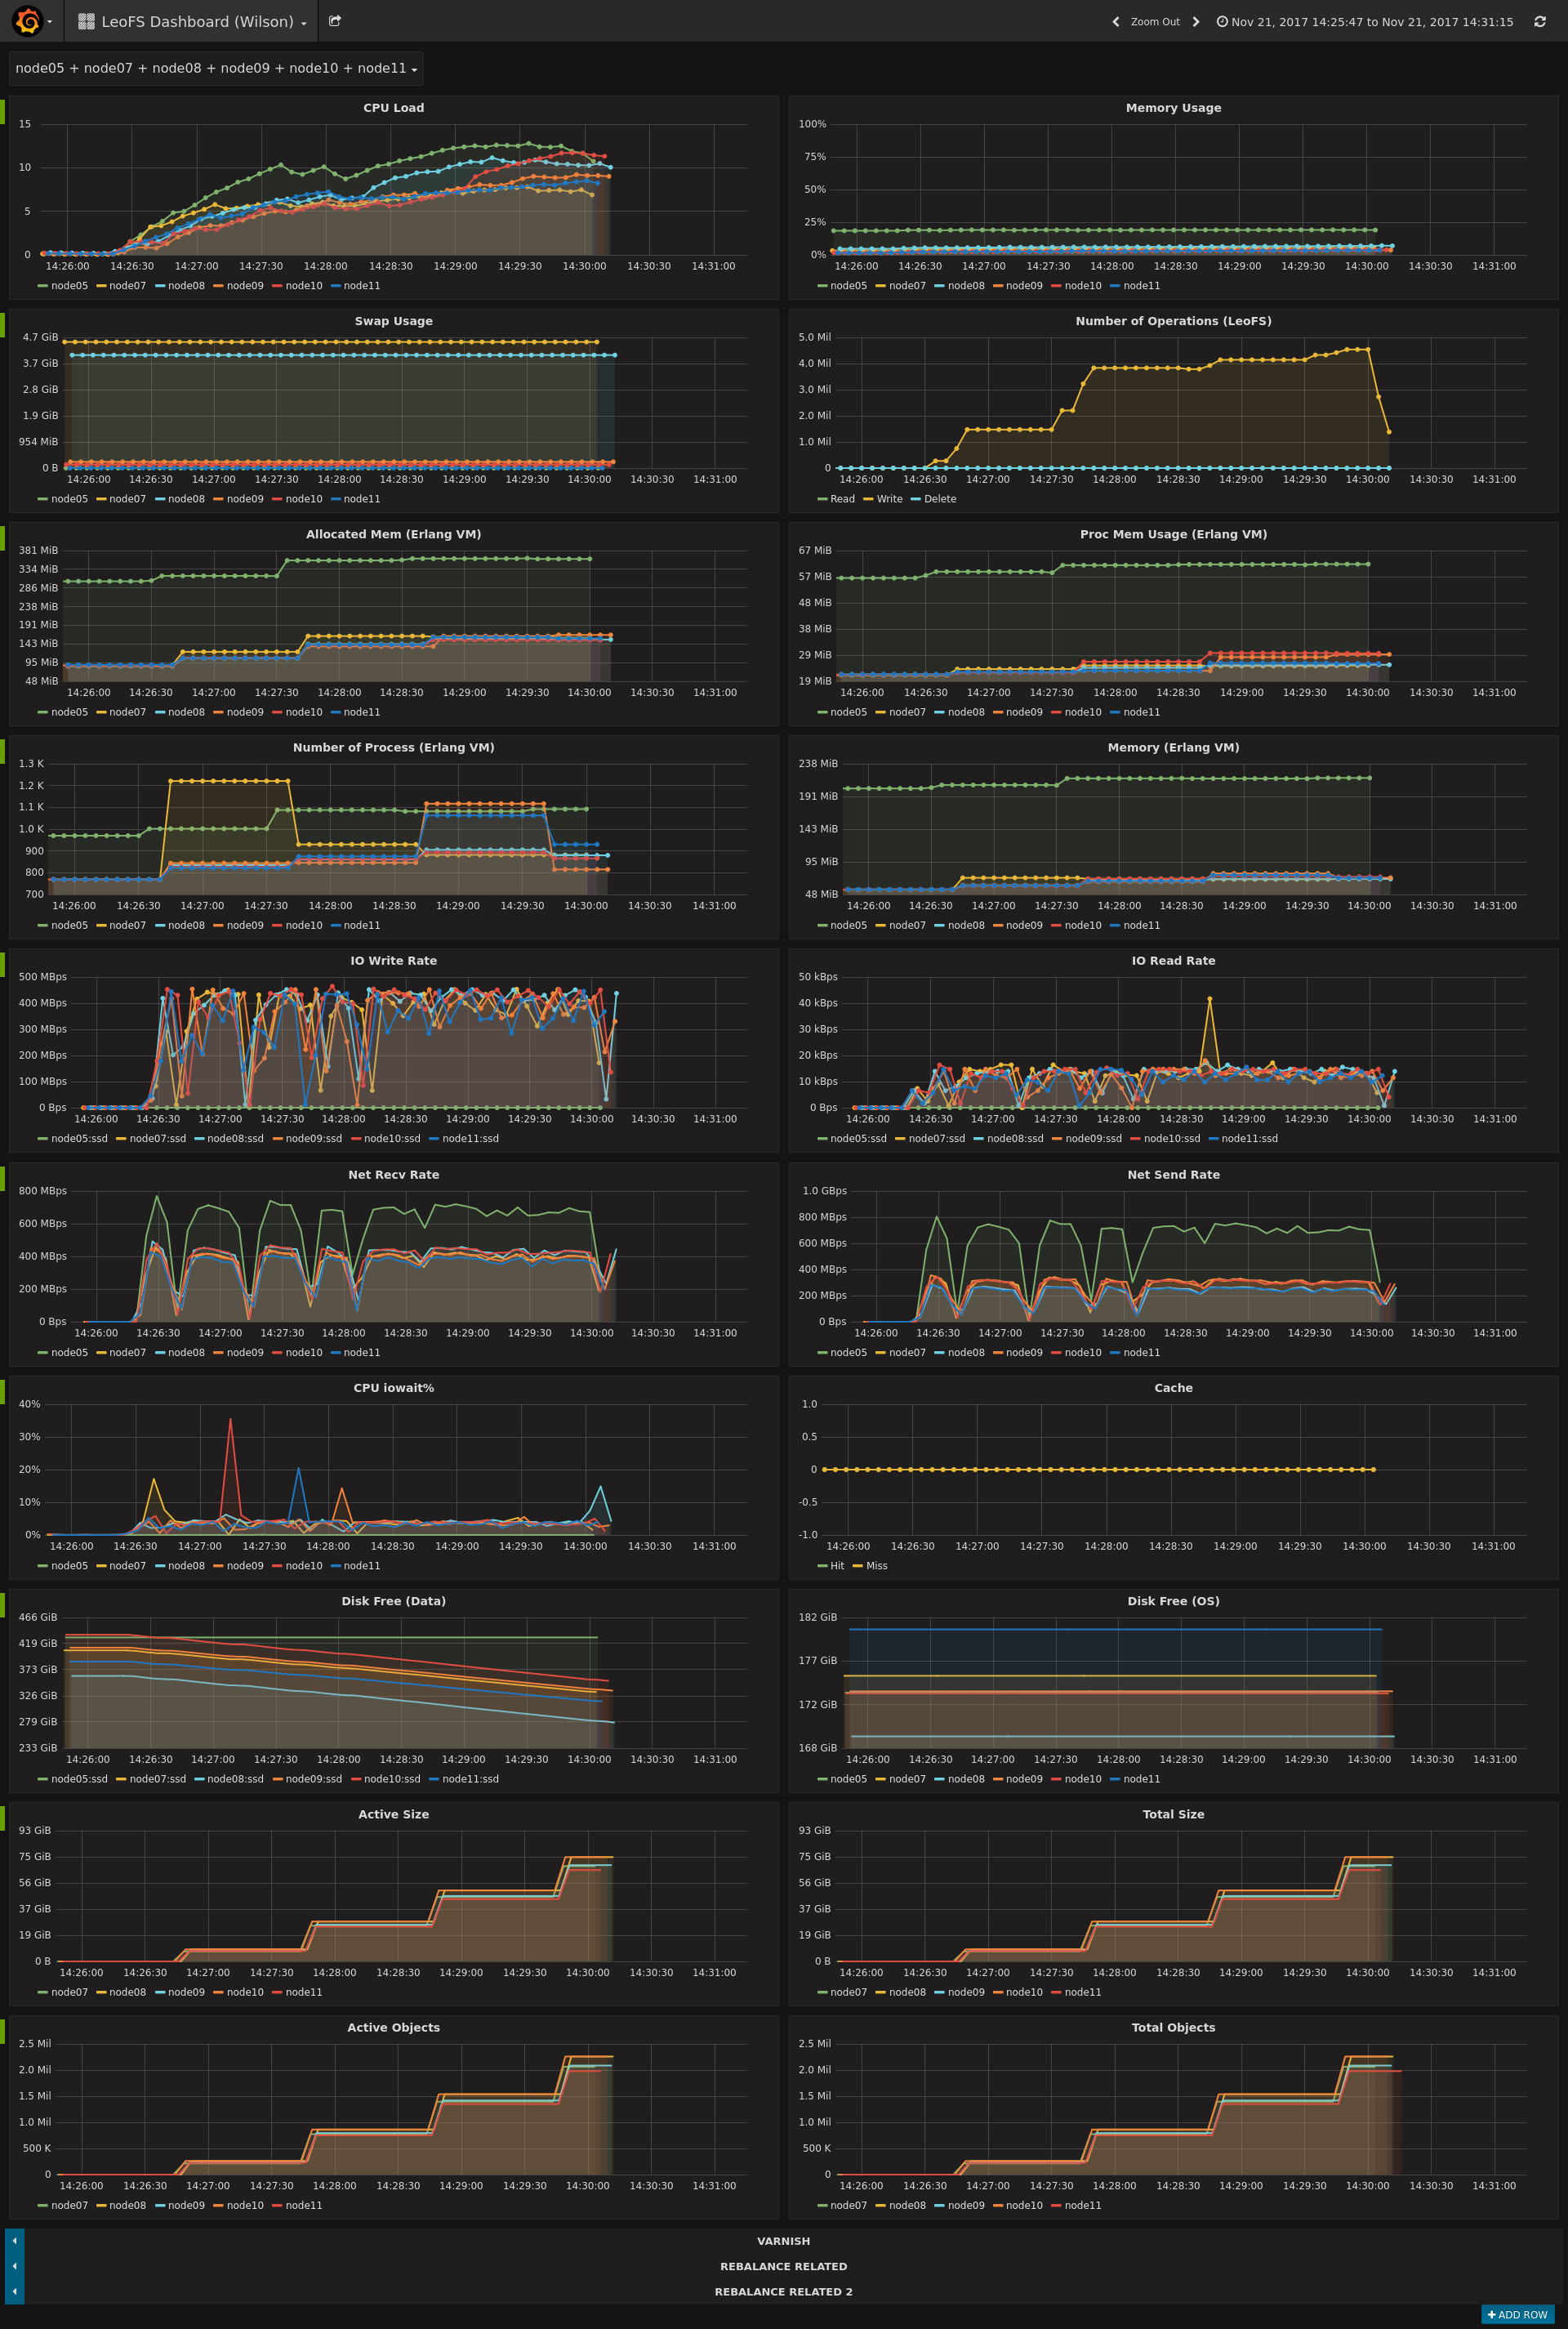 LeoFS Dashboard (Wilson)
Zoom Out
Nov 21, 2017 14:25:47 to Nov 21, 2017 14:31:15
node05 + node07 + node08 + node09 + node10 + node11
CPU Load
15
10
5
0
14:26:00 14:26:30 14:27:00 14:27:30 14:28:00 14:28:30 14:29:00 14:29:30 14:30:00 14:30:30 14:31:00
node05 node07 node08 node09 node10 node11
Memory Usage
100%
75%
50%
25%
0%
14:26:00 14:26:30 14:27:00 14:27:30 14:28:00 14:28:30 14:29:00 14:29:30 14:30:00 14:30:30 14:31:00
node05 node07 node08 node09 node10 node11
Swap Usage
4.7 GiB
3.7 GiB
2.8 GiB
1.9 GiB
954 MiB
0 B
14:26:00 14:26:30 14:27:00 14:27:30 14:28:00 14:28:30 14:29:00 14:29:30 14:30:00 14:30:30 14:31:00
node05 node07 node08 node09 node10 node11
Number of Operations (LeoFS)
5.0 Mil
4.0 Mil
3.0 Mil
2.0 Mil
1.0 Mil
0
14:26:00 14:26:30 14:27:00 14:27:30 14:28:00 14:28:30 14:29:00 14:29:30 14:30:00 14:30:30 14:31:00
Read Write Delete
Allocated Mem (Erlang VM)
381 MiB
334 MiB
286 MiB
238 MiB
191 MiB
143 MiB
95 MiB
48 MiB
14:26:00 14:26:30 14:27:00 14:27:30 14:28:00 14:28:30 14:29:00 14:29:30 14:30:00 14:30:30 14:31:00
node05 node07 node08 node09 node10 node11
Proc Mem Usage (Erlang VM)
67 MiB
57 MiB
48 MiB
38 MiB
29 MiB
19 MiB
14:26:00 14:26:30 14:27:00 14:27:30 14:28:00 14:28:30 14:29:00 14:29:30 14:30:00 14:30:30 14:31:00
node05 node07 node08 node09 node10 node11
Number of Process (Erlang VM)
1.3 K
1.2 K
1.1 K
1.0 K
900
800
700
14:26:00 14:26:30 14:27:00 14:27:30 14:28:00 14:28:30 14:29:00 14:29:30 14:30:00 14:30:30 14:31:00
node05 node07 node08 node09 node10 node11
Memory (Erlang VM)
238 MiB
191 MiB
143 MiB
95 MiB
48 MiB
14:26:00 14:26:30 14:27:00 14:27:30 14:28:00 14:28:30 14:29:00 14:29:30 14:30:00 14:30:30 14:31:00
node05 node07 node08 node09 node10 node11
IO Write Rate
500 MBps
400 MBps
300 MBps
200 MBps
100 MBps
0 Bps
14:26:00 14:26:30 14:27:00 14:27:30 14:28:00 14:28:30 14:29:00 14:29:30 14:30:00 14:30:30 14:31:00
node05:ssd node07:ssd node08:ssd node09:ssd node10:ssd node11:ssd
IO Read Rate
50 kBps
40 kBps
30 kBps
20 kBps
10 kBps
0 Bps
14:26:00 14:26:30 14:27:00 14:27:30 14:28:00 14:28:30 14:29:00 14:29:30 14:30:00 14:30:30 14:31:00
node05:ssd node07:ssd node08:ssd node09:ssd node10:ssd node11:ssd
Net Recv Rate
800 MBps
600 MBps
400 MBps
200 MBps
0 Bps
14:26:00 14:26:30 14:27:00 14:27:30 14:28:00 14:28:30 14:29:00 14:29:30 14:30:00 14:30:30 14:31:00
node05 node07 node08 node09 node10 node11
Net Send Rate
1.0 GBps
800 MBps
600 MBps
400 MBps
200 MBps
0 Bps
14:26:00 14:26:30 14:27:00 14:27:30 14:28:00 14:28:30 14:29:00 14:29:30 14:30:00 14:30:30 14:31:00
node05 node07 node08 node09 node10 node11
CPU iowait%
40%
30%
20%
10%
0%
14:26:00 14:26:30 14:27:00 14:27:30 14:28:00 14:28:30 14:29:00 14:29:30 14:30:00 14:30:30 14:31:00
node05 node07 node08 node09 node10 node11
Cache
1.0
0.5
0
-0.5
-1.0
14:26:00 14:26:30 14:27:00 14:27:30 14:28:00 14:28:30 14:29:00 14:29:30 14:30:00 14:30:30 14:31:00
Hit Miss
Disk Free (Data)
466 GiB
419 GiB
373 GiB
326 GiB
279 GiB
233 GiB
14:26:00 14:26:30 14:27:00 14:27:30 14:28:00 14:28:30 14:29:00 14:29:30 14:30:00 14:30:30 14:31:00
node05:ssd node07:ssd node08:ssd node09:ssd node10:ssd node11:ssd
Disk Free (OS)
182 GiB
177 GiB
172 GiB
168 GiB
14:26:00 14:26:30 14:27:00 14:27:30 14:28:00 14:28:30 14:29:00 14:29:30 14:30:00 14:30:30 14:31:00
node05 node07 node08 node09 node10 node11
Active Size
93 GiB
75 GiB
56 GiB
37 GiB
19 GiB
0 B
14:26:00 14:26:30 14:27:00 14:27:30 14:28:00 14:28:30 14:29:00 14:29:30 14:30:00 14:30:30 14:31:00
node07 node08 node09 node10 node11
Total Size
93 GiB
75 GiB
56 GiB
37 GiB
19 GiB
0 B
14:26:00 14:26:30 14:27:00 14:27:30 14:28:00 14:28:30 14:29:00 14:29:30 14:30:00 14:30:30 14:31:00
node07 node08 node09 node10 node11
Active Objects
2.5 Mil
2.0 Mil
1.5 Mil
1.0 Mil
500 K
0
14:26:00 14:26:30 14:27:00 14:27:30 14:28:00 14:28:30 14:29:00 14:29:30 14:30:00 14:30:30 14:31:00
node07 node08 node09 node10 node11
Total Objects
2.5 Mil
2.0 Mil
1.5 Mil
1.0 Mil
500 K
0
14:26:00 14:26:30 14:27:00 14:27:30 14:28:00 14:28:30 14:29:00 14:29:30 14:30:00 14:30:30 14:31:00
node07 node08 node09 node10 node11
VARNISH
REBALANCE RELATED
REBALANCE RELATED 2
ADD ROW